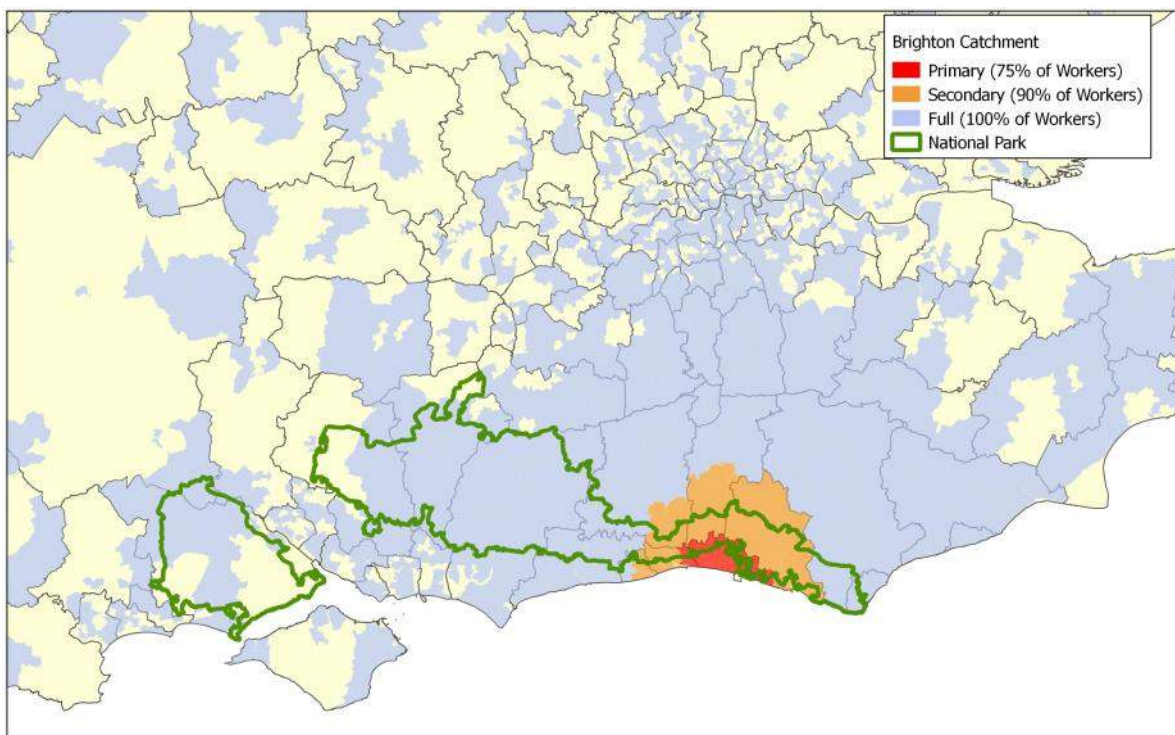 Brighton Catchment
Primary (75% of Workers)
Secondary (90% of Workers)
Full (100% of Workers)
National Park